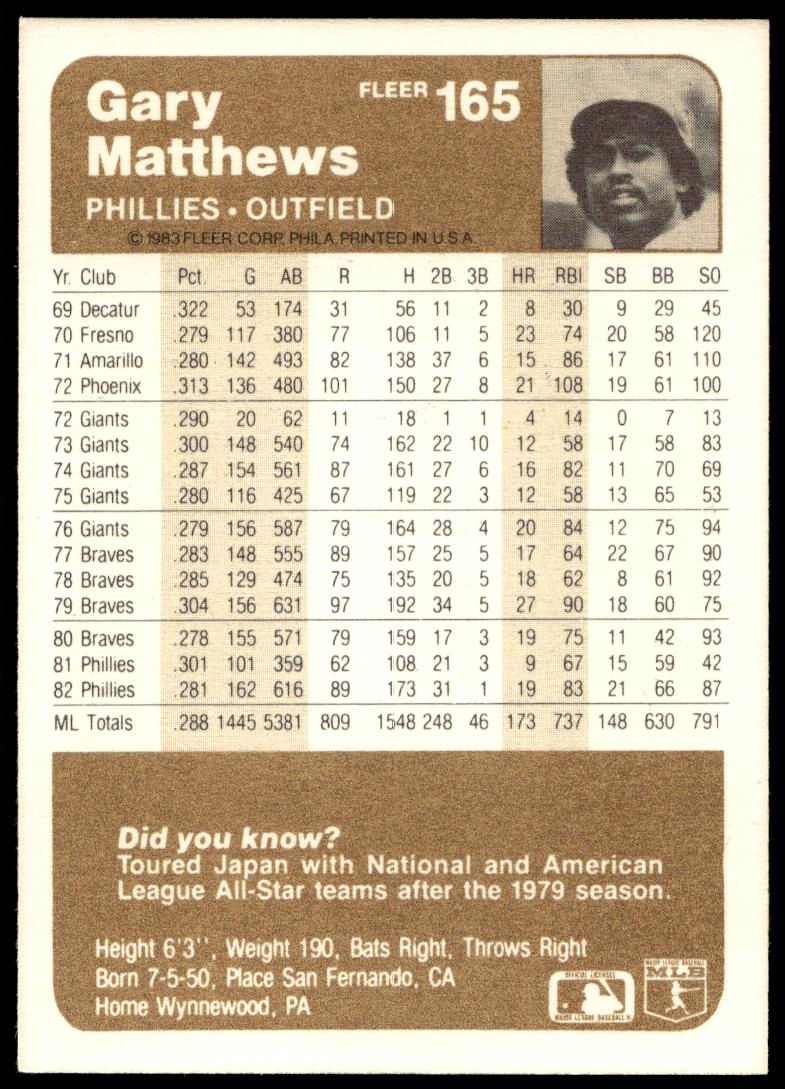 Gary
FLEER 165
Matthews
PHILLIES • OUTFIELD
© 1983 FLEER CORP. PHILA. PRINTED IN U.S.A.
Yr. Club Pct. G AB R H 2B 3B HR RBI SB BB SO
69 Decatur .322 53 174 31 56 11 2 8 30 9 29 45
70 Fresno .279 117 380 77 106 11 5 23 74 20 58 120
71 Amarillo .280 142 493 82 138 37 6 15 86 17 61 110
72 Phoenix .313 136 480 101 150 27 8 21 108 19 61 100
72 Giants .290 20 62 11 18 1 1 4 14 0 7 13
73 Giants .300 148 540 74 162 22 10 12 58 17 58 83
74 Giants .287 154 561 87 161 27 6 16 82 11 70 69
75 Giants .280 116 425 67 119 22 3 12 58 13 65 53
76 Giants .279 156 587 79 164 28 4 20 84 12 75 94
77 Braves .283 148 555 89 157 25 5 17 64 22 67 90
78 Braves .285 129 474 75 135 20 5 18 62 8 61 92
79 Braves .304 156 631 97 192 34 5 27 90 18 60 75
80 Braves .278 155 571 79 159 17 3 19 75 11 42 93
81 Phillies .301 101 359 62 108 21 3 9 67 15 59 42
82 Phillies .281 162 616 89 173 31 1 19 83 21 66 87
ML Totals .288 1445 5381 809 1548 248 46 173 737 148 630 791
Did you know?
Toured Japan with National and American
League All-Star teams after the 1979 season.
Height 6'3'', Weight 190, Bats Right, Throws Right
Born 7-5-50, Place San Fernando, CA
Home Wynnewood, PA
OFFICIAL LICENSEE
MAJOR LEAGUE BASEBALL
MAJOR LEAGUE BASEBALL
MLB